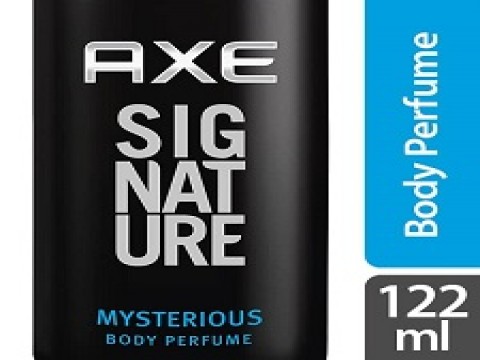 AXE
SIG
NAT
URE
MYSTERIOUS
BODY PERFUME
Body Perfume
122
ml